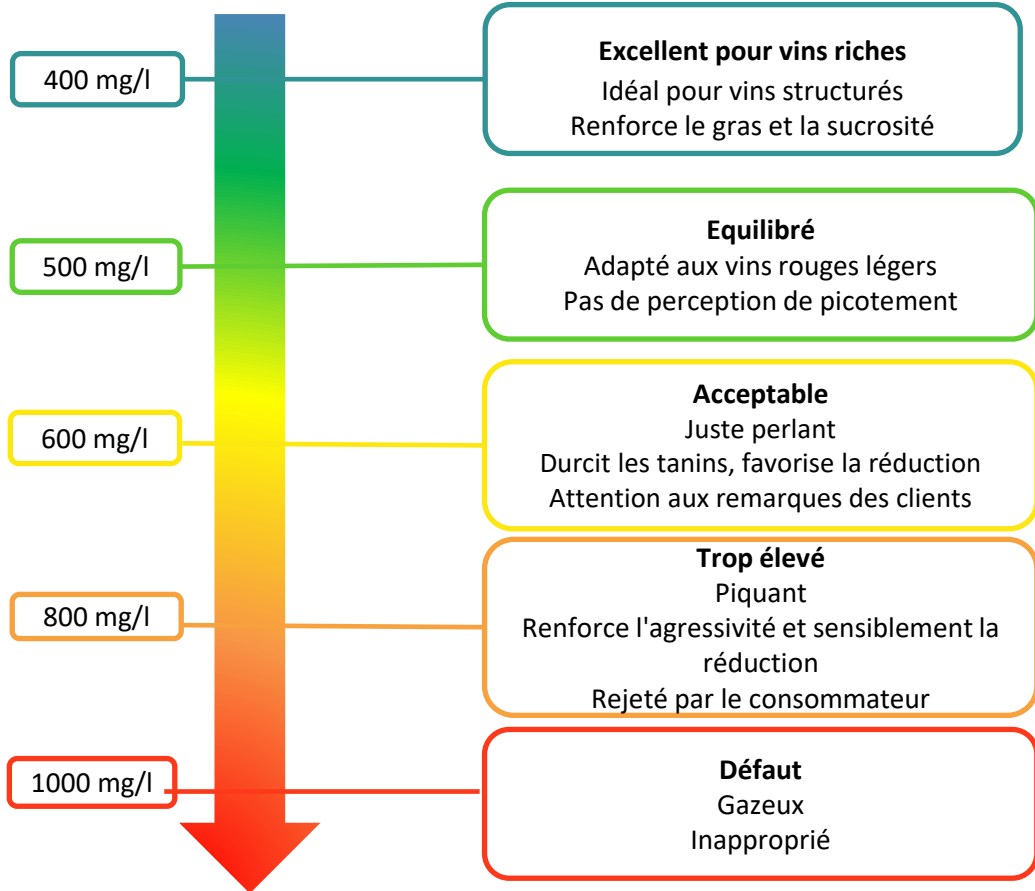 400 mg/l
Excellent pour vins riches
Idéal pour vins structurés
Renforce le gras et la sucrosité
500 mg/l
Equilibré
Adapté aux vins rouges légers
Pas de perception de picotement
600 mg/l
Acceptable
Juste perlant
Durcit les tanins, favorise la réduction
Attention aux remarques des clients
800 mg/l
Trop élevé
Piquant
Renforce l'agressivité et sensiblement la
réduction
Rejeté par le consommateur
1000 mg/l
Défaut
Gazeux
Inapproprié